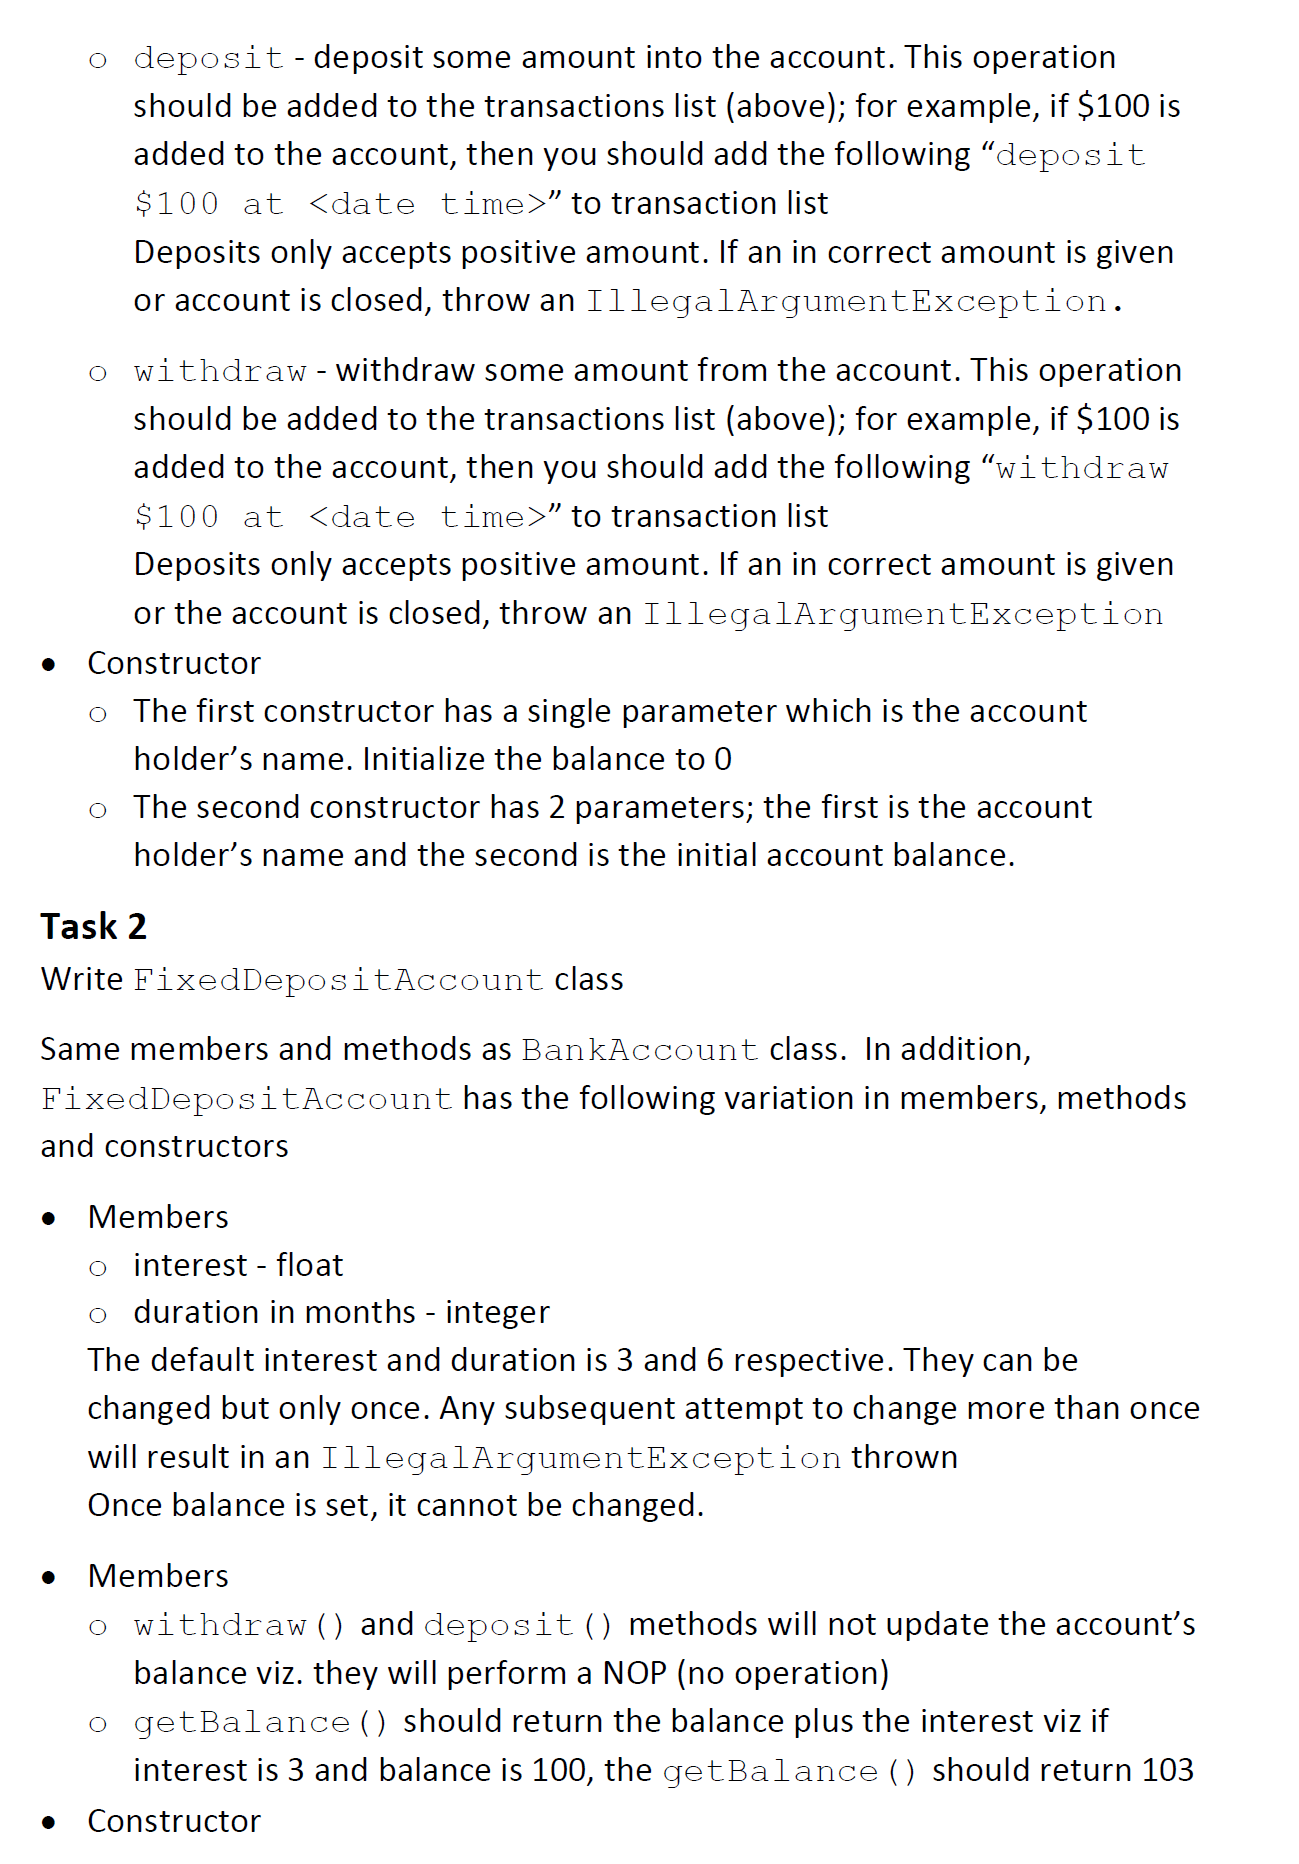 ○ deposit - deposit some amount into the account. This operation
should be added to the transactions list (above); for example, if $100 is
added to the account, then you should add the following “deposit
$100 at <date time>” to transaction list
Deposits only accepts positive amount. If an in correct amount is given
or account is closed, throw an IllegalArgumentException.
○ withdraw - withdraw some amount from the account. This operation
should be added to the transactions list (above); for example, if $100 is
added to the account, then you should add the following “withdraw
$100 at <date time>” to transaction list
Deposits only accepts positive amount. If an in correct amount is given
or the account is closed, throw an IllegalArgumentException
• Constructor
○ The first constructor has a single parameter which is the account
holder’s name. Initialize the balance to 0
○ The second constructor has 2 parameters; the first is the account
holder’s name and the second is the initial account balance.
Task 2
Write FixedDepositAccount class
Same members and methods as BankAccount class. In addition,
FixedDepositAccount has the following variation in members, methods
and constructors
• Members
○ interest - float
○ duration in months - integer
The default interest and duration is 3 and 6 respective. They can be
changed but only once. Any subsequent attempt to change more than once
will result in an IllegalArgumentException thrown
Once balance is set, it cannot be changed.
• Members
○ withdraw() and deposit() methods will not update the account’s
balance viz. they will perform a NOP (no operation)
○ getBalance() should return the balance plus the interest viz if
interest is 3 and balance is 100, the getBalance() should return 103
• Constructor